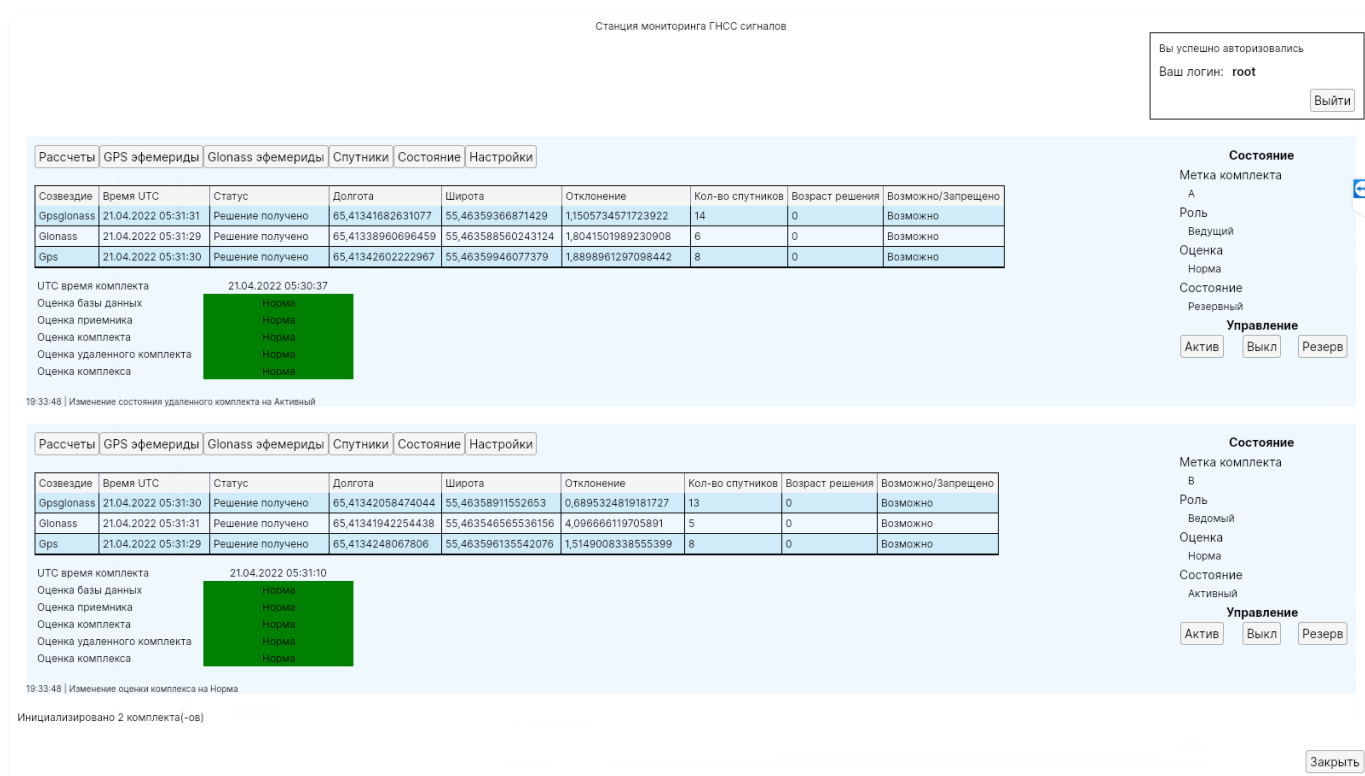 Станция мониторинга ГНСС сигналов
Вы успешно авторизовались
Ваш логин: root
Выйти
Рассчеты GPS эфемериды Glonass эфемериды Спутники Состояние Настройки
Созвездие Время UTC Статус Долгота Широта Отклонение Кол-во спутников Возраст решения Возможно/Запрещено
Gpsglonass 21.04.2022 05:31:31 Решение получено 65,41341682631077 55,46359366871429 1,1505734571723922 14 0 Возможно
Glonass 21.04.2022 05:31:29 Решение получено 65,41338960696459 55,463588560243124 1,8041501989230908 6 0 Возможно
Gps 21.04.2022 05:31:30 Решение получено 65,41342602222967 55,46359946077379 1,8898961297098442 8 0 Возможно
UTC время комплекта 21.04.2022 05:30:37
Оценка базы данных Норма
Оценка приемника Норма
Оценка комплекта Норма
Оценка удаленного комплекта Норма
Оценка комплекса Норма
19:33:48 | Изменение состояния удаленного комплекта на Активный
Состояние
Метка комплекта
A
Роль
Ведущий
Оценка
Норма
Состояние
Резервный
Управление
Актив Выкл Резерв
Рассчеты GPS эфемериды Glonass эфемериды Спутники Состояние Настройки
Созвездие Время UTC Статус Долгота Широта Отклонение Кол-во спутников Возраст решения Возможно/Запрещено
Gpsglonass 21.04.2022 05:31:30 Решение получено 65,41342058474044 55,46358911552653 0,6895324819181727 13 0 Возможно
Glonass 21.04.2022 05:31:31 Решение получено 65,41341942254438 55,463546565536156 4,096666119705891 5 0 Возможно
Gps 21.04.2022 05:31:29 Решение получено 65,4134248067806 55,463596135542076 1,5149008338555399 8 0 Возможно
UTC время комплекта 21.04.2022 05:31:10
Оценка базы данных Норма
Оценка приемника Норма
Оценка комплекта Норма
Оценка удаленного комплекта Норма
Оценка комплекса Норма
19:33:48 | Изменение оценки комплекса на Норма
Состояние
Метка комплекта
B
Роль
Ведомый
Оценка
Норма
Состояние
Активный
Управление
Актив Выкл Резерв
Инициализировано 2 комплекта(-ов)
Закрыть